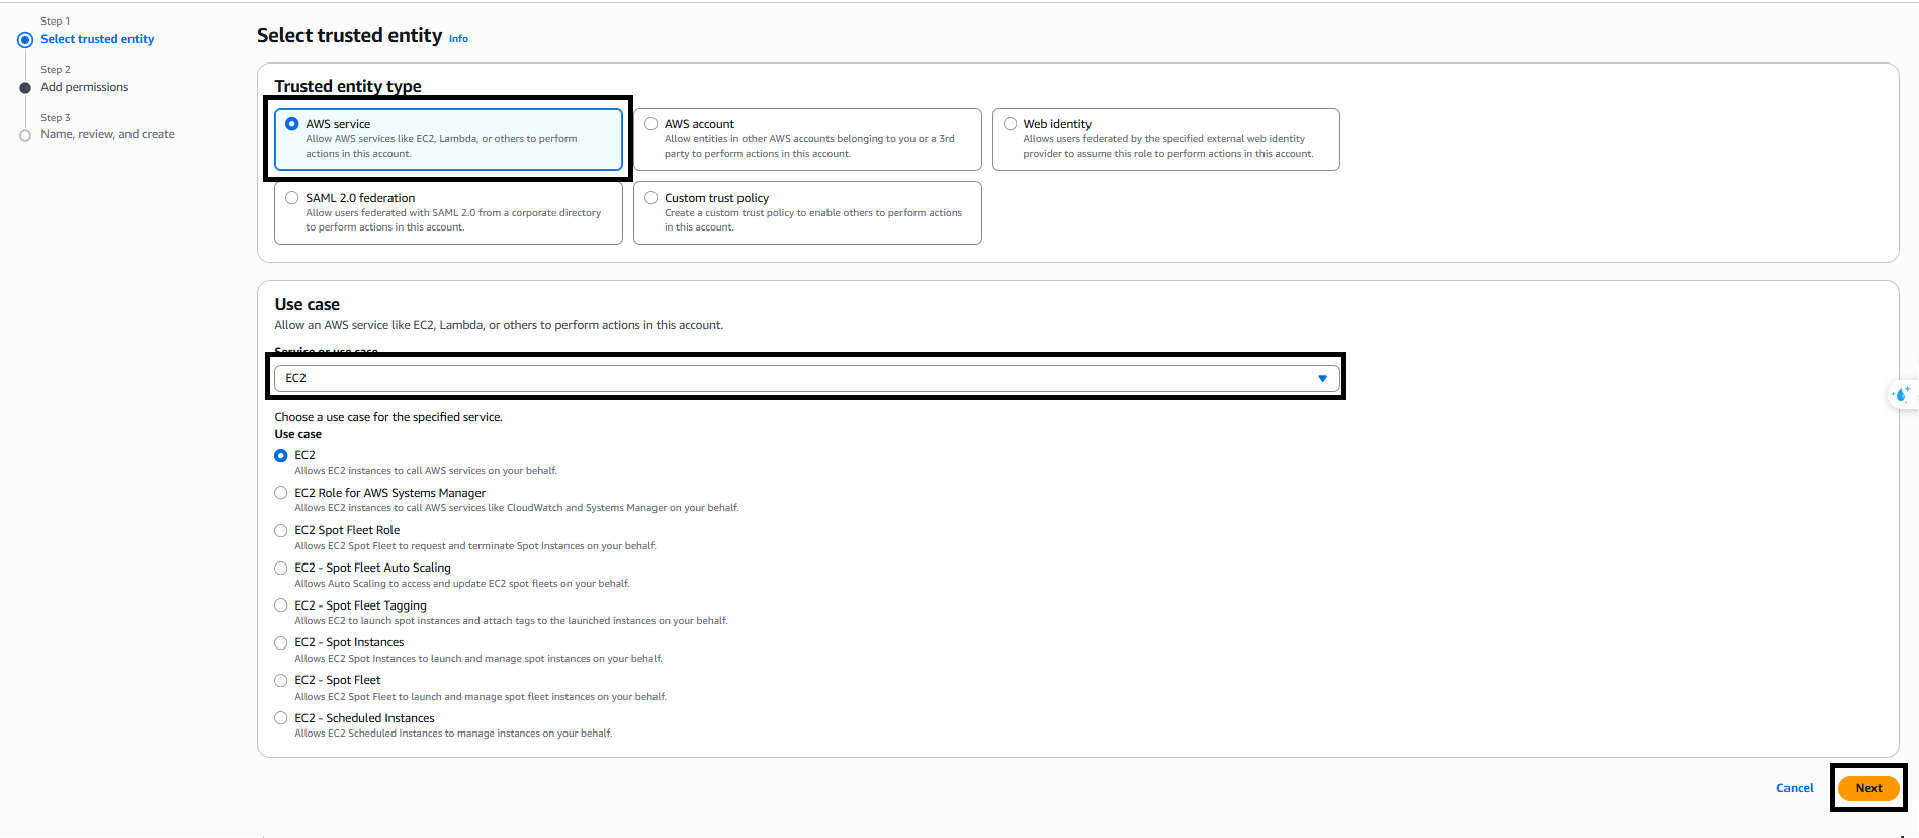 Step 1
Select trusted entity
Step 2
Add permissions
Step 3
Name, review, and create
Select trusted entity Info
Trusted entity type
AWS service
Allow AWS services like EC2, Lambda, or others to perform
actions in this account.
AWS account
Allow entities in other AWS accounts belonging to you or a 3rd
party to perform actions in this account.
Web identity
Allows users federated by the specified external web identity
provider to assume this role to perform actions in this account.
SAML 2.0 federation
Allow users federated with SAML 2.0 from a corporate directory
to perform actions in this account.
Custom trust policy
Create a custom trust policy to enable others to perform actions
in this account.
Use case
Allow an AWS service like EC2, Lambda, or others to perform actions in this account.
Service or use case
EC2
Choose a use case for the specified service.
Use case
EC2
Allows EC2 instances to call AWS services on your behalf.
EC2 Role for AWS Systems Manager
Allows EC2 instances to call AWS services like CloudWatch and Systems Manager on your behalf.
EC2 Spot Fleet Role
Allows EC2 Spot Fleet to request and terminate Spot Instances on your behalf.
EC2 - Spot Fleet Auto Scaling
Allows Auto Scaling to access and update EC2 spot fleets on your behalf.
EC2 - Spot Fleet Tagging
Allows EC2 to launch spot instances and attach tags to the launched instances on your behalf.
EC2 - Spot Instances
Allows EC2 Spot Instances to launch and manage spot instances on your behalf.
EC2 - Spot Fleet
Allows EC2 Spot Fleet to launch and manage spot fleet instances on your behalf.
EC2 - Scheduled Instances
Allows EC2 Scheduled Instances to manage instances on your behalf.
Cancel
Next